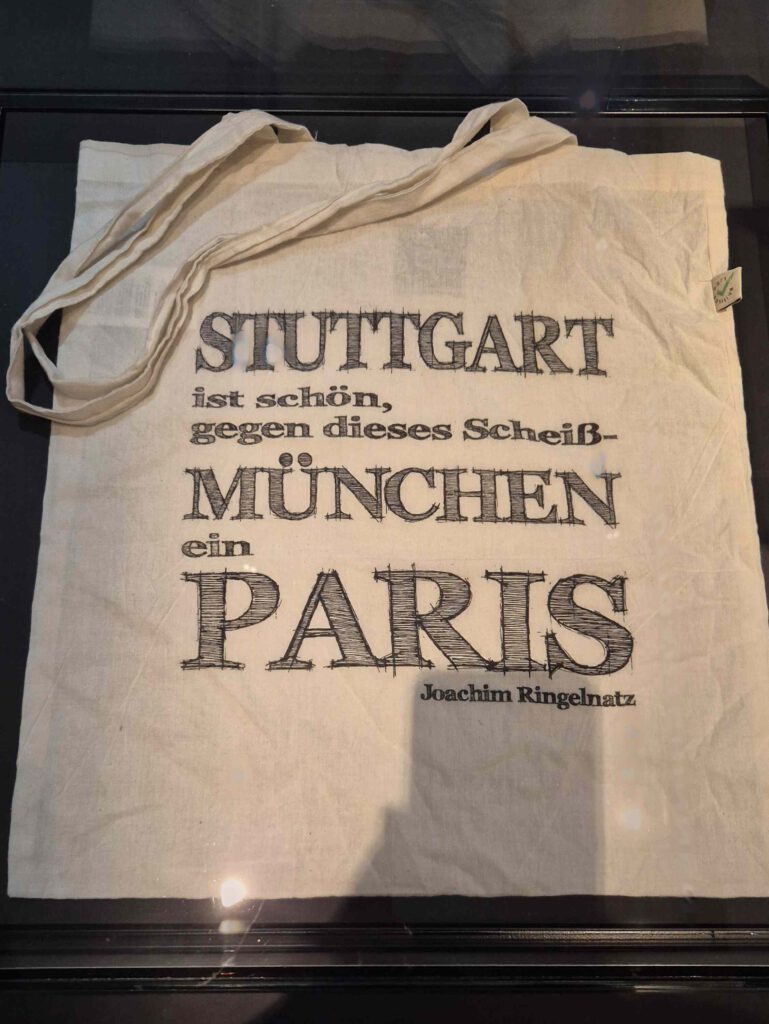 STUTTGART
ist schön,
gegen dieses Scheiß-
MÜNCHEN
ein
PARIS
Joachim Ringelnatz